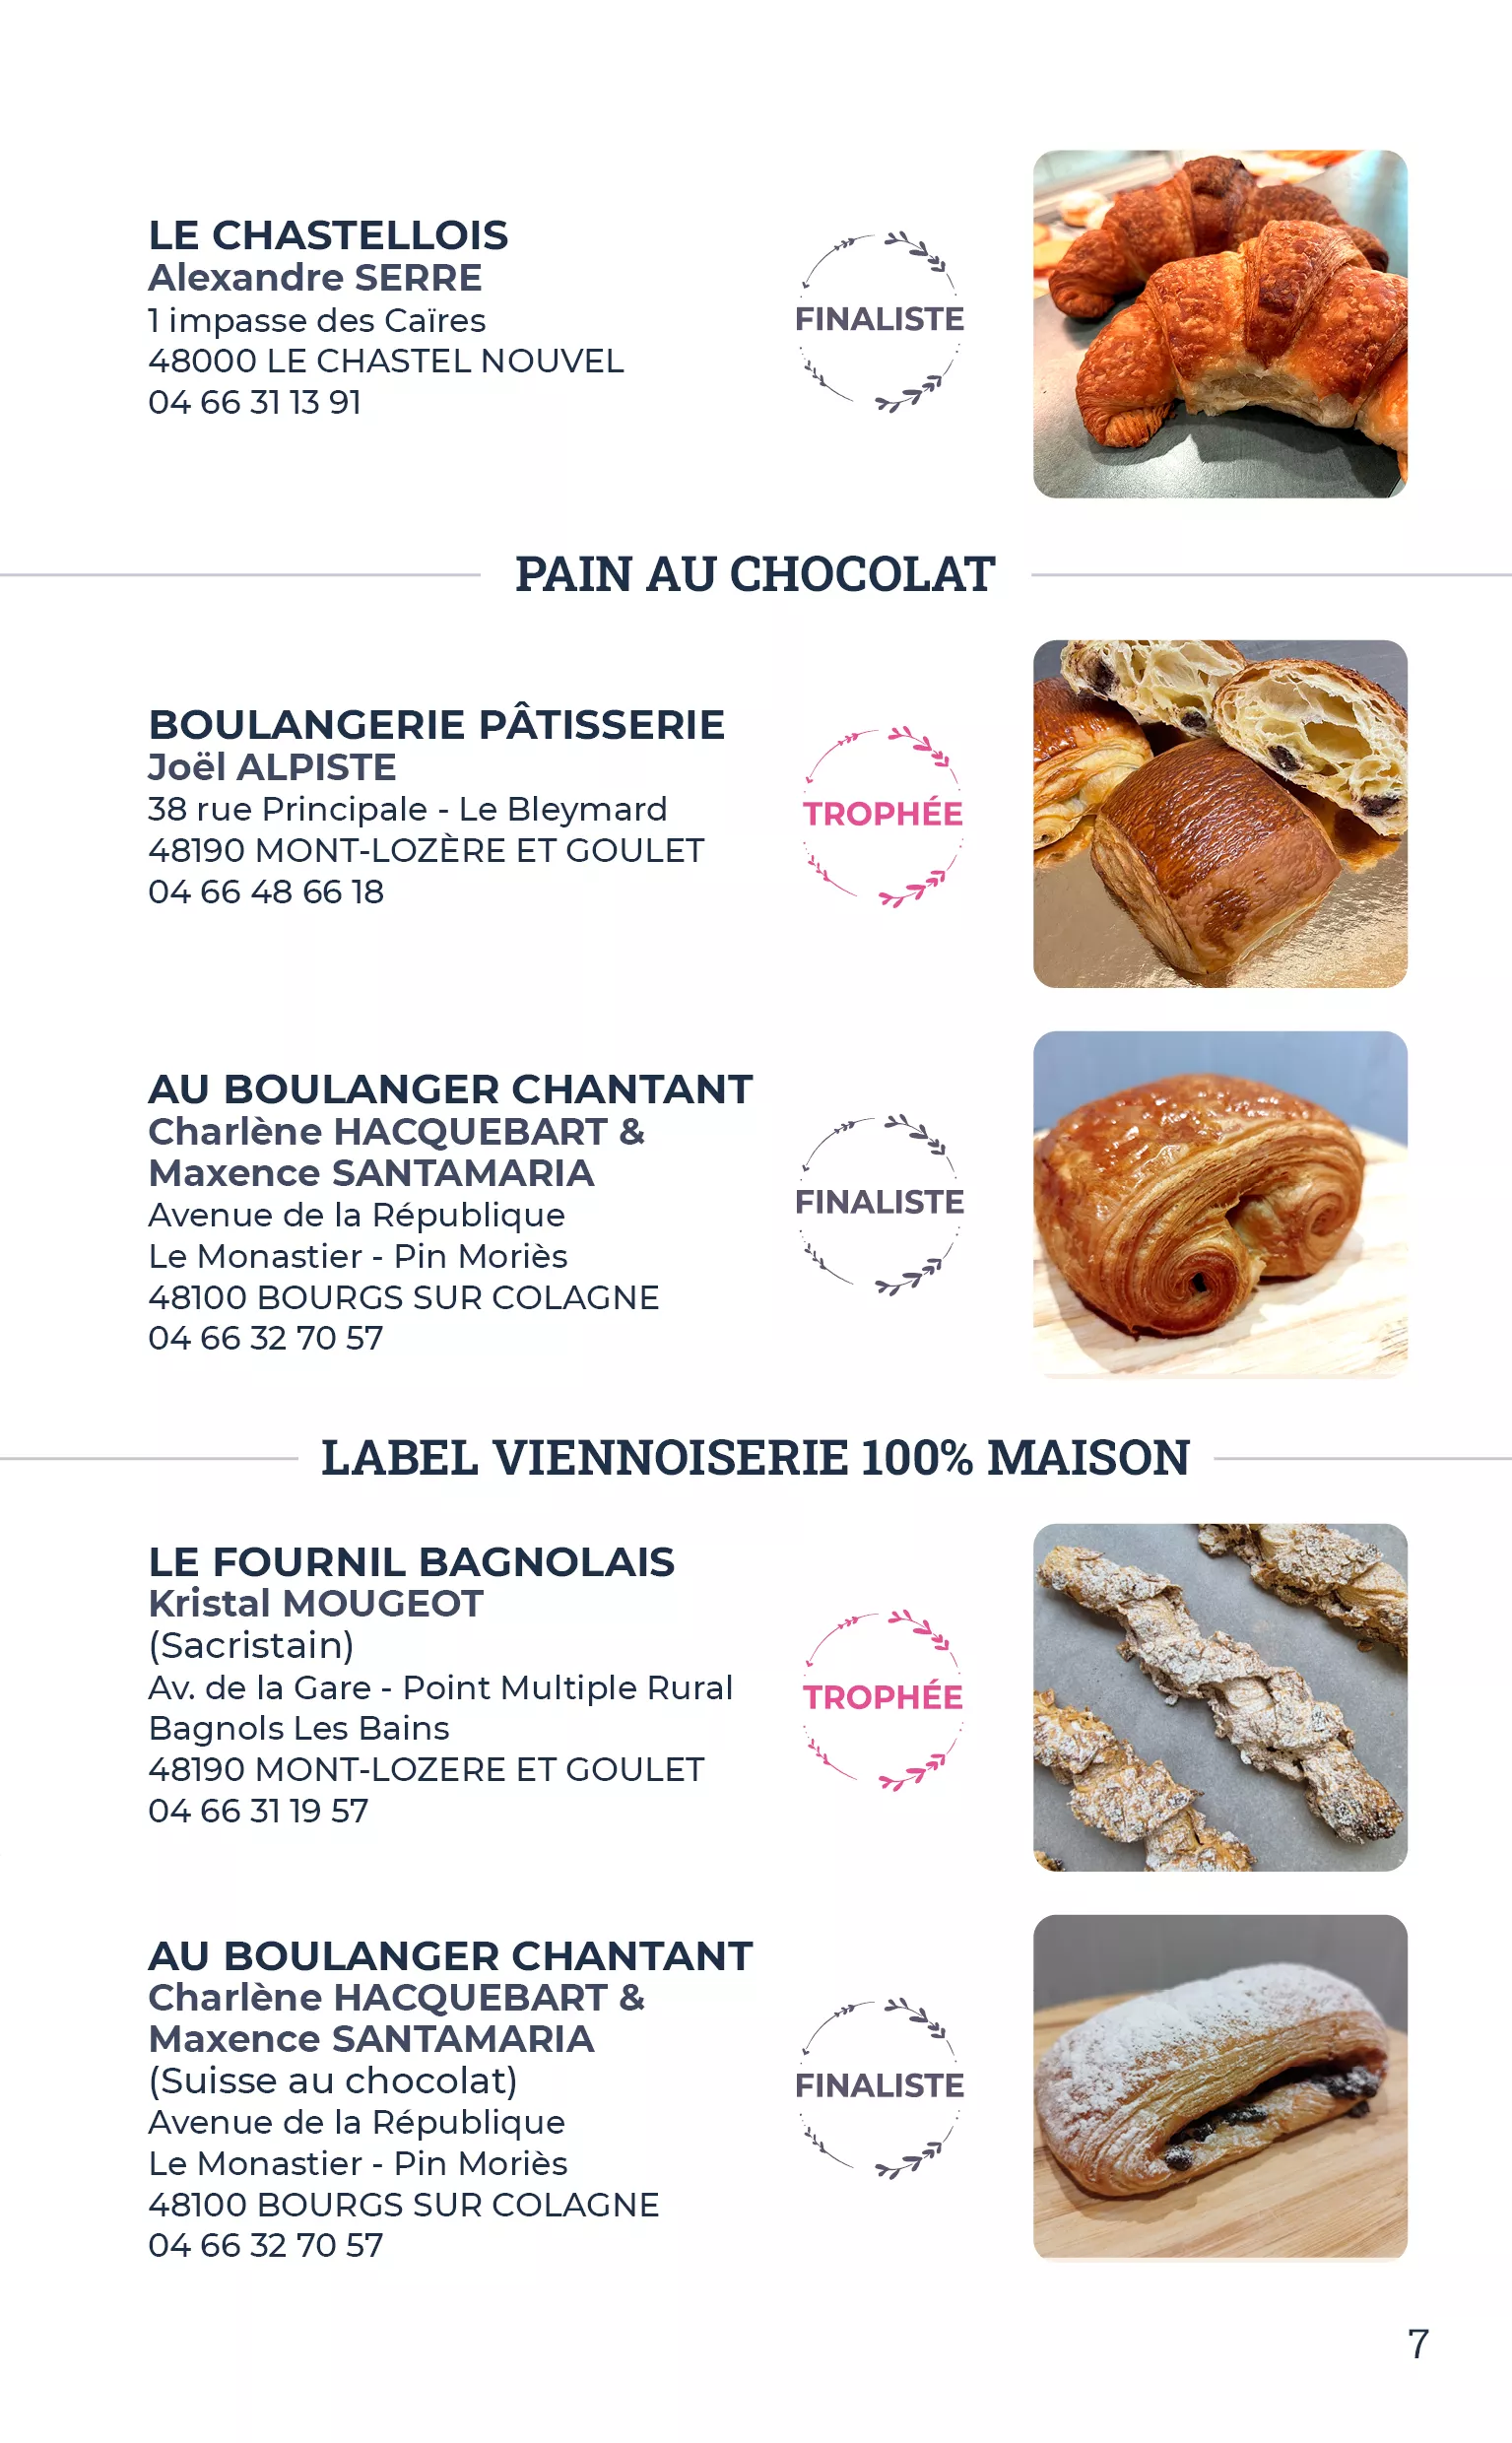 LE CHASTELLOIS
Alexandre SERRE
1 impasse des Caïres
48000 LE CHASTEL NOUVEL
04 66 31 13 91
FINALISTE
PAIN AU CHOCOLAT
BOULANGERIE PÂTISSERIE
Joël ALPISTE
38 rue Principale - Le Bleymard
48190 MONT-LOZÈRE ET GOULET
04 66 48 66 18
TROPHÉE
AU BOULANGER CHANTANT
Charlène HACQUEBART &
Maxence SANTAMARIA
Avenue de la République
Le Monastier - Pin Moriès
48100 BOURGS SUR COLAGNE
04 66 32 70 57
FINALISTE
LABEL VIENNOISERIE 100% MAISON
LE FOURNIL BAGNOLAIS
Kristal MOUGEOT
(Sacristain)
Av. de la Gare - Point Multiple Rural
Bagnols Les Bains
48190 MONT-LOZERE ET GOULET
04 66 31 19 57
TROPHÉE
AU BOULANGER CHANTANT
Charlène HACQUEBART &
Maxence SANTAMARIA
(Suisse au chocolat)
Avenue de la République
Le Monastier - Pin Moriès
48100 BOURGS SUR COLAGNE
04 66 32 70 57
FINALISTE
7